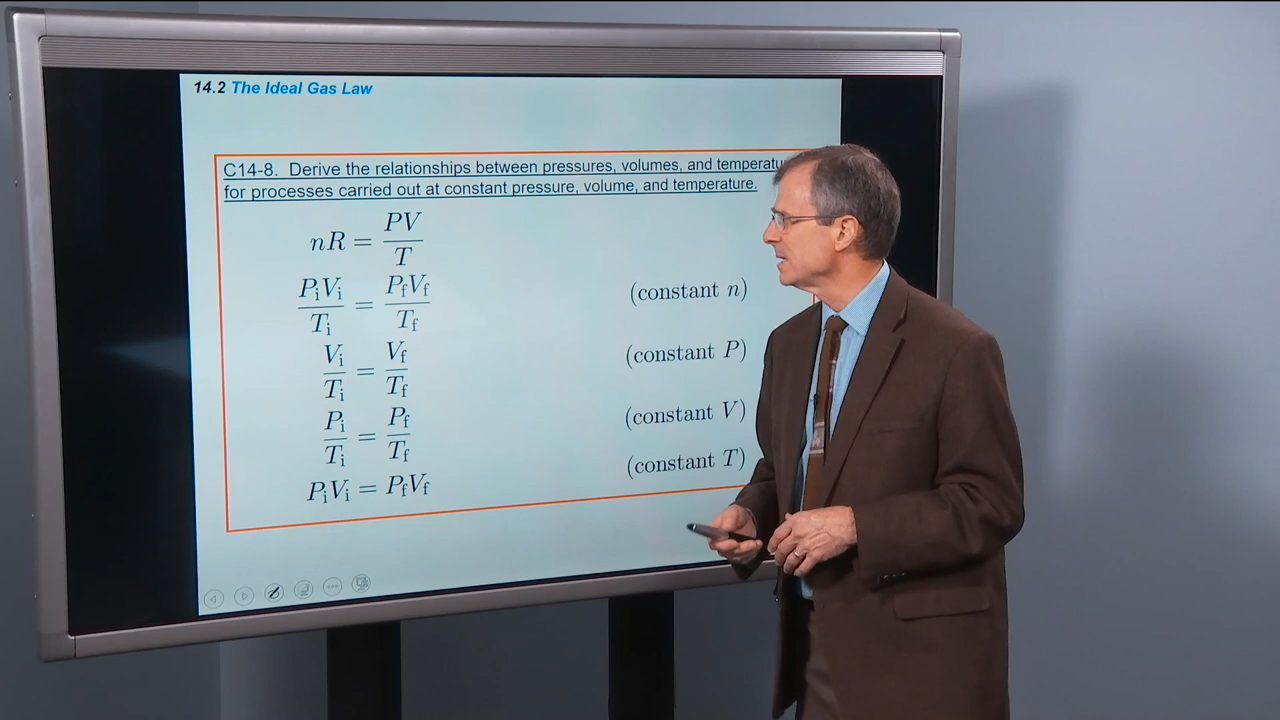 14.2 The Ideal Gas Law
C14-8. Derive the relationships between pressures, volumes, and
for processes carried out at constant pressure, volume, and temperature.
nR = PV/T
PᵢVᵢ/Tᵢ = P_fV_f/T_f (constant n)
Vᵢ/Tᵢ = V_f/T_f (constant P)
Pᵢ/Tᵢ = P_f/T_f (constant V)
PᵢVᵢ = P_fV_f (constant T)